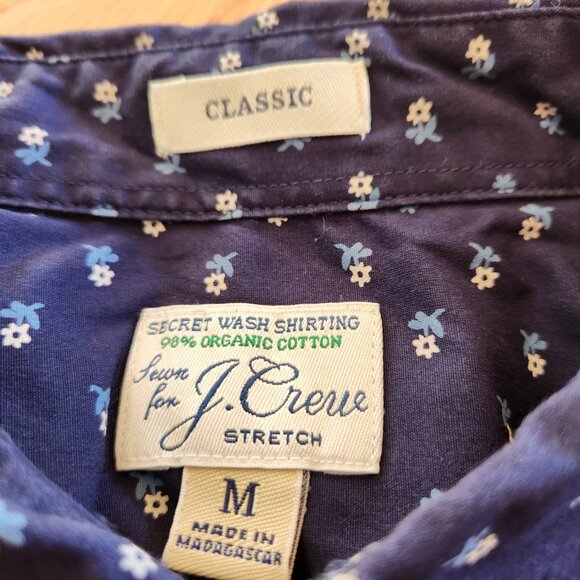 CLASSIC
SECRET WASH SHIRTING
98% ORGANIC COTTON
Sewn
for J.Crew
STRETCH
M
MADE IN
MADAGASCAR